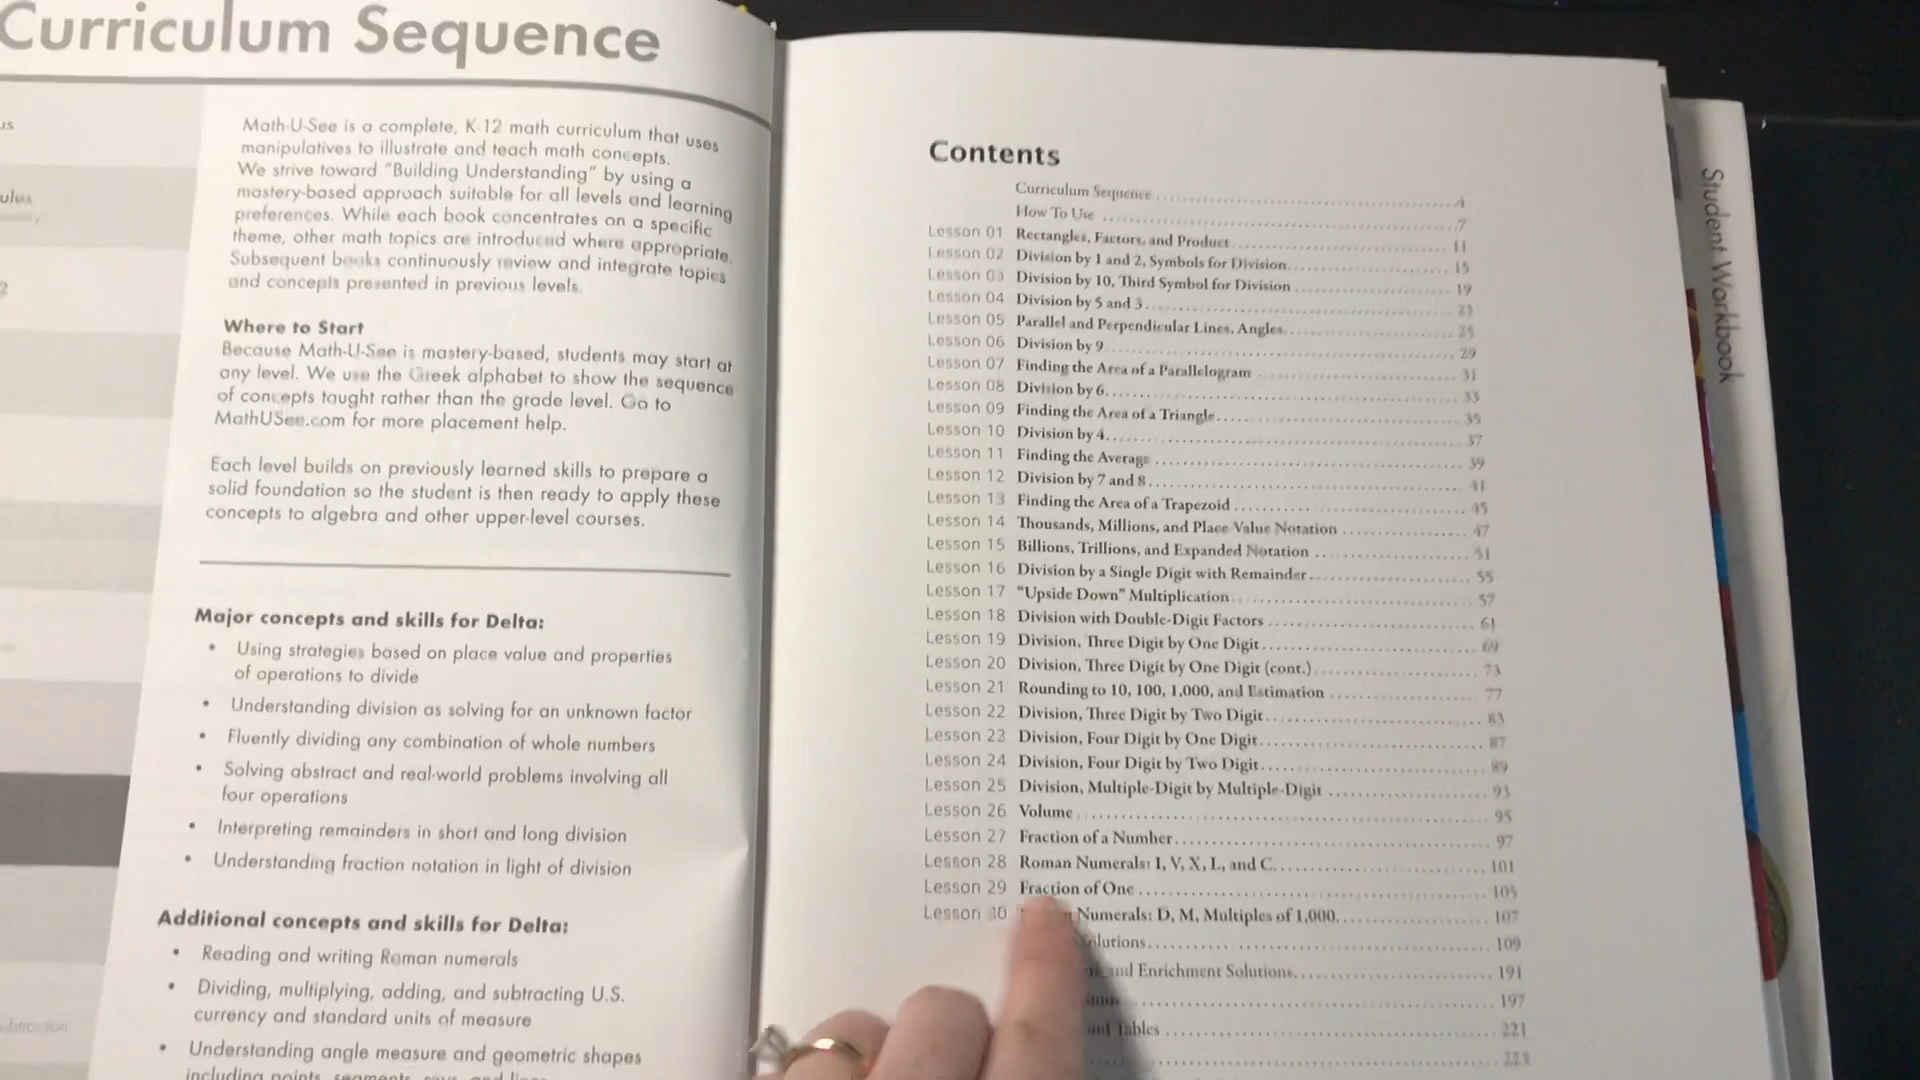 Curriculum Sequence
Math-U-See is a complete, K-12 math curriculum that uses
manipulatives to illustrate and teach math concepts.
We strive toward "Building Understanding" by using a
mastery-based approach suitable for all levels and learning
preferences. While each book concentrates on a specific
theme, other math topics are introduced where appropriate.
Subsequent books continuously review and integrate topics
and concepts presented in previous levels.
Where to Start
Because Math-U-See is mastery-based, students may start at
any level. We use the Greek alphabet to show the sequence
of concepts taught rather than the grade level. Go to
MathUSee.com for more placement help.
Each level builds on previously learned skills to prepare a
solid foundation so the student is then ready to apply these
concepts to algebra and other upper-level courses.
Major concepts and skills for Delta:
• Using strategies based on place value and properties
of operations to divide
• Understanding division as solving for an unknown factor
• Fluently dividing any combination of whole numbers
• Solving abstract and real-world problems involving all
four operations
• Interpreting remainders in short and long division
• Understanding fraction notation in light of division
Additional concepts and skills for Delta:
• Reading and writing Roman numerals
• Dividing, multiplying, adding, and subtracting U.S.
currency and standard units of measure
• Understanding angle measure and geometric shapes
including points, segments, rays, and lines
Contents
Curriculum Sequence 4
How To Use 7
Lesson 01 Rectangles, Factors, and Product 11
Lesson 02 Division by 1 and 2, Symbols for Division 15
Lesson 03 Division by 10, Third Symbol for Division 19
Lesson 04 Division by 5 and 3 21
Lesson 05 Parallel and Perpendicular Lines, Angles 25
Lesson 06 Division by 9 29
Lesson 07 Finding the Area of a Parallelogram 31
Lesson 08 Division by 6 33
Lesson 09 Finding the Area of a Triangle 35
Lesson 10 Division by 4 37
Lesson 11 Finding the Average 39
Lesson 12 Division by 7 and 8 41
Lesson 13 Finding the Area of a Trapezoid 45
Lesson 14 Thousands, Millions, and Place-Value Notation 47
Lesson 15 Billions, Trillions, and Expanded Notation 51
Lesson 16 Division by a Single Digit with Remainder 55
Lesson 17 "Upside Down" Multiplication 57
Lesson 18 Division with Double-Digit Factors 61
Lesson 19 Division, Three Digit by One Digit 69
Lesson 20 Division, Three Digit by One Digit (cont.) 73
Lesson 21 Rounding to 10, 100, 1,000, and Estimation 77
Lesson 22 Division, Three Digit by Two Digit 83
Lesson 23 Division, Four Digit by One Digit 87
Lesson 24 Division, Four Digit by Two Digit 89
Lesson 25 Division, Multiple-Digit by Multiple-Digit 93
Lesson 26 Volume 95
Lesson 27 Fraction of a Number 97
Lesson 28 Roman Numerals: I, V, X, L, and C 101
Lesson 29 Fraction of One 105
Lesson 30 Numerals: D, M, Multiples of 1,000 107
109
and Enrichment Solutions 191
197
and Tables 221
223
Student Workbook